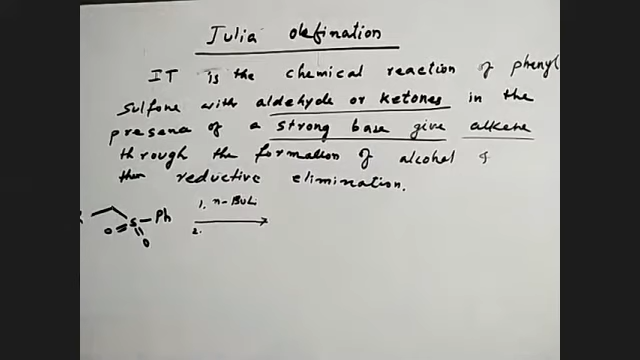 Julia olefination
IT is the chemical reaction of phenyl
sulfone with aldehyde or ketones in the
presena of a strong base give alkene
through the formation of alcohol &
then reductive elimination.
1. n-BuLi
2.
S Ph
O
O